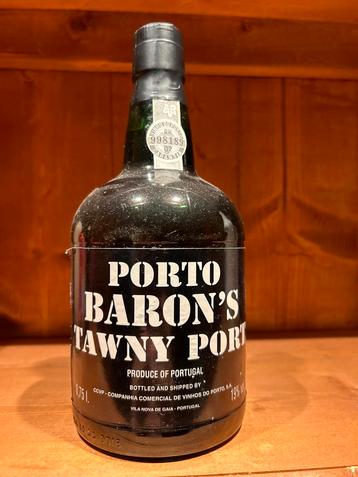 998189
PORTO
BARON'S
TAWNY PORT
PRODUCE OF PORTUGAL
BOTTLED AND SHIPPED BY
0,75 L
CCVP - COMPANHIA COMERCIAL DE VINHOS DO PORTO, S.A.
19%
VILA NOVA DE GAIA - PORTUGAL